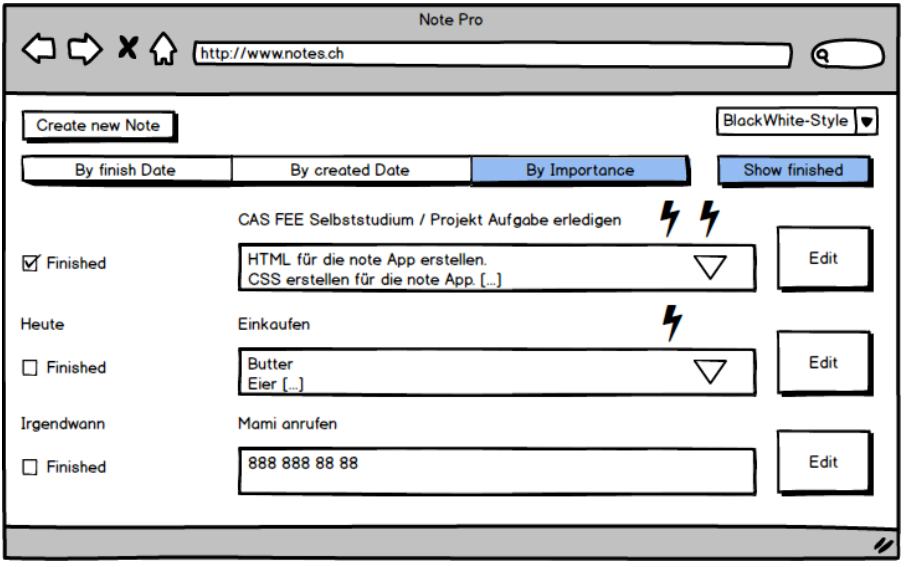 Note Pro
http://www.notes.ch
Create new Note
BlackWhite-Style
By finish Date
By created Date
By Importance
Show finished
CAS FEE Selbststudium / Projekt Aufgabe erledigen
Finished
HTML für die note App erstellen.
CSS erstellen für die note App. [...]
Edit
Heute
Einkaufen
Finished
Butter
Eier [...]
Edit
Irgendwann
Mami anrufen
Finished
888 888 88 88
Edit